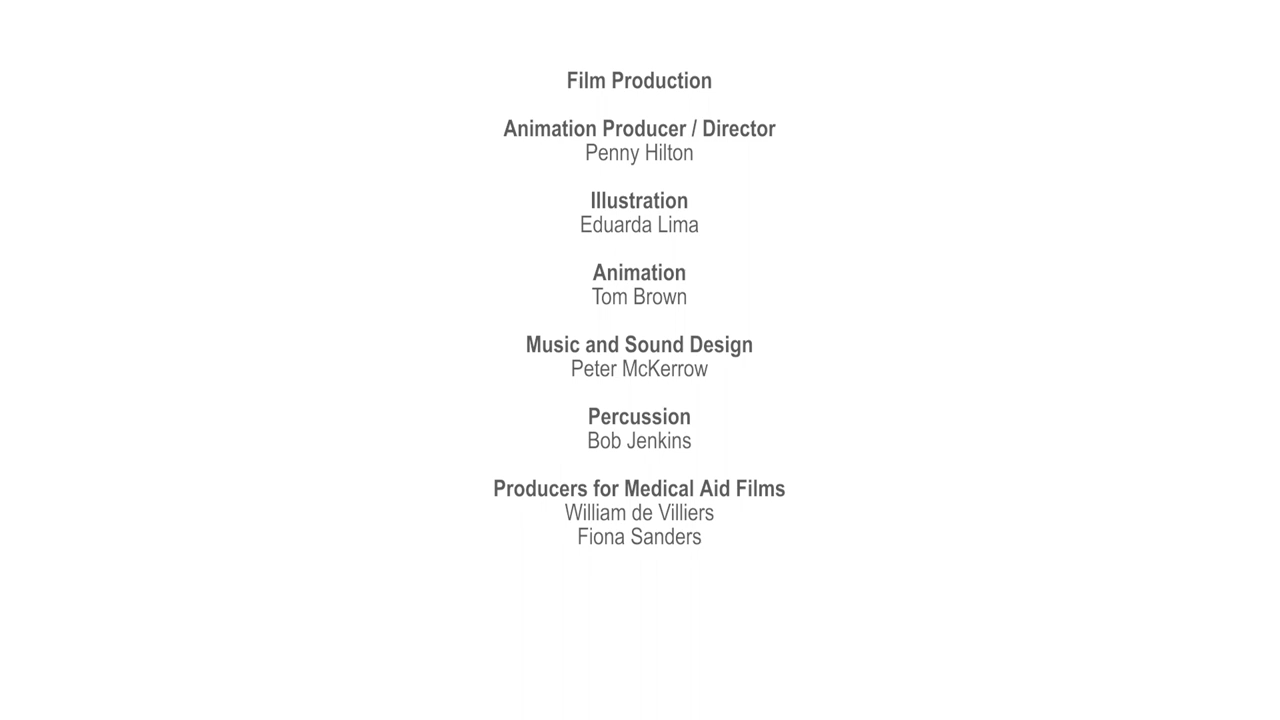 Film Production
Animation Producer / Director
Penny Hilton
Illustration
Eduarda Lima
Animation
Tom Brown
Music and Sound Design
Peter McKerrow
Percussion
Bob Jenkins
Producers for Medical Aid Films
William de Villiers
Fiona Sanders